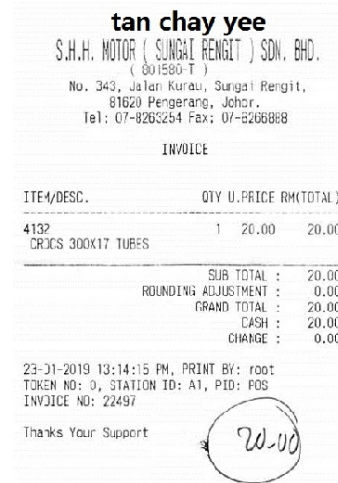 tan chay yee
S.H.H. MOTOR ( SUNGAI RENGIT ) SDN. BHD.
( 801580-T )
No. 343, Jalan Kurau, Sungai Rengit,
81620 Pengerang, Johor.
Tel: 07-8263254 Fax: 07-8266888
INVOICE
ITEM/DESC. QTY U.PRICE RM(TOTAL)
4132 1 20.00 20.00
CROCS 300X17 TUBES
SUB TOTAL : 20.00
ROUNDING ADJUSTMENT : 0.00
GRAND TOTAL : 20.00
CASH : 20.00
CHANGE : 0.00
23-01-2019 13:14:15 PM, PRINT BY: root
TOKEN NO: 0, STATION ID: A1, PID: POS
INVOICE NO: 22497
Thanks Your Support
20.00